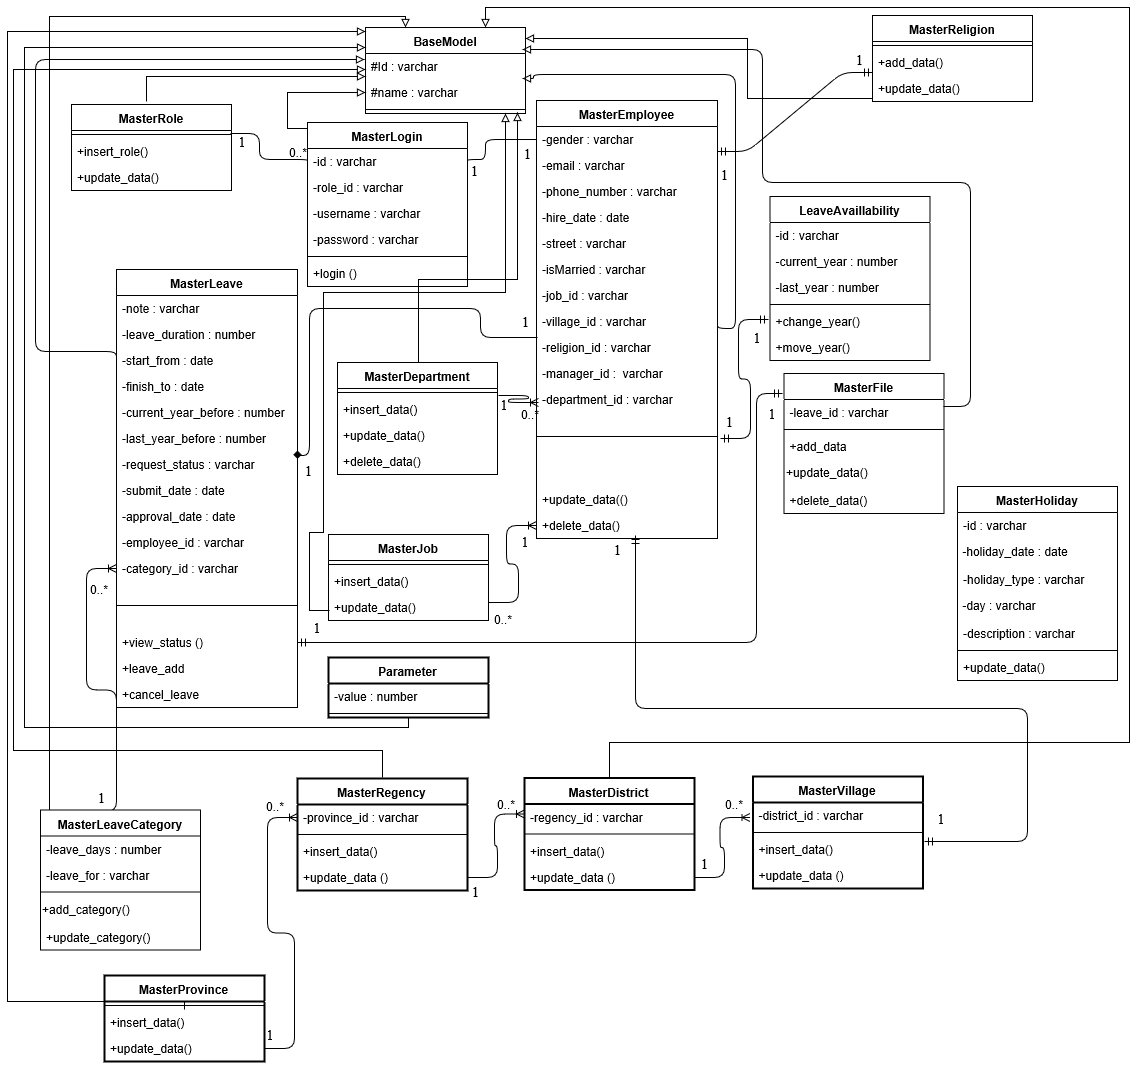 BaseModel
#Id : varchar
#name : varchar
MasterReligion
+add_data()
+update_data()
1
MasterRole
+insert_role()
+update_data()
1
0..*
MasterLogin
-id : varchar
-role_id : varchar
-username : varchar
-password : varchar
+login ()
1
1
MasterEmployee
-gender : varchar
-email : varchar
-phone_number : varchar
-hire_date : date
-street : varchar
-isMarried : varchar
-job_id : varchar
-village_id : varchar
-religion_id : varchar
-manager_id :  varchar
-department_id : varchar
+update_data(()
+delete_data()
1
1
1
1
1
LeaveAvaillability
-id : varchar
-current_year : number
-last_year : number
+change_year()
+move_year()
1
MasterLeave
-note : varchar
-leave_duration : number
-start_from : date
-finish_to : date
-current_year_before : number
-last_year_before : number
-request_status : varchar
-submit_date : date
-approval_date : date
-employee_id : varchar
-category_id : varchar
+view_status ()
+leave_add
+cancel_leave
1
0..*
1
MasterDepartment
+insert_data()
+update_data()
+delete_data()
1
0..*
MasterFile
-leave_id : varchar
+add_data
+update_data()
+delete_data()
1
MasterHoliday
-id : varchar
-holiday_date : date
-holiday_type : varchar
-day : varchar
-description : varchar
+update_data()
MasterJob
+insert_data()
+update_data()
0..*
Parameter
-value : number
MasterRegency
-province_id : varchar
+insert_data()
+update_data ()
0..*
1
MasterDistrict
-regency_id : varchar
+insert_data()
+update_data ()
0..*
1
MasterVillage
-district_id : varchar
+insert_data()
+update_data ()
0..*
1
1
MasterLeaveCategory
-leave_days : number
-leave_for : varchar
+add_category()
+update_category()
MasterProvince
+insert_data()
+update_data()
1